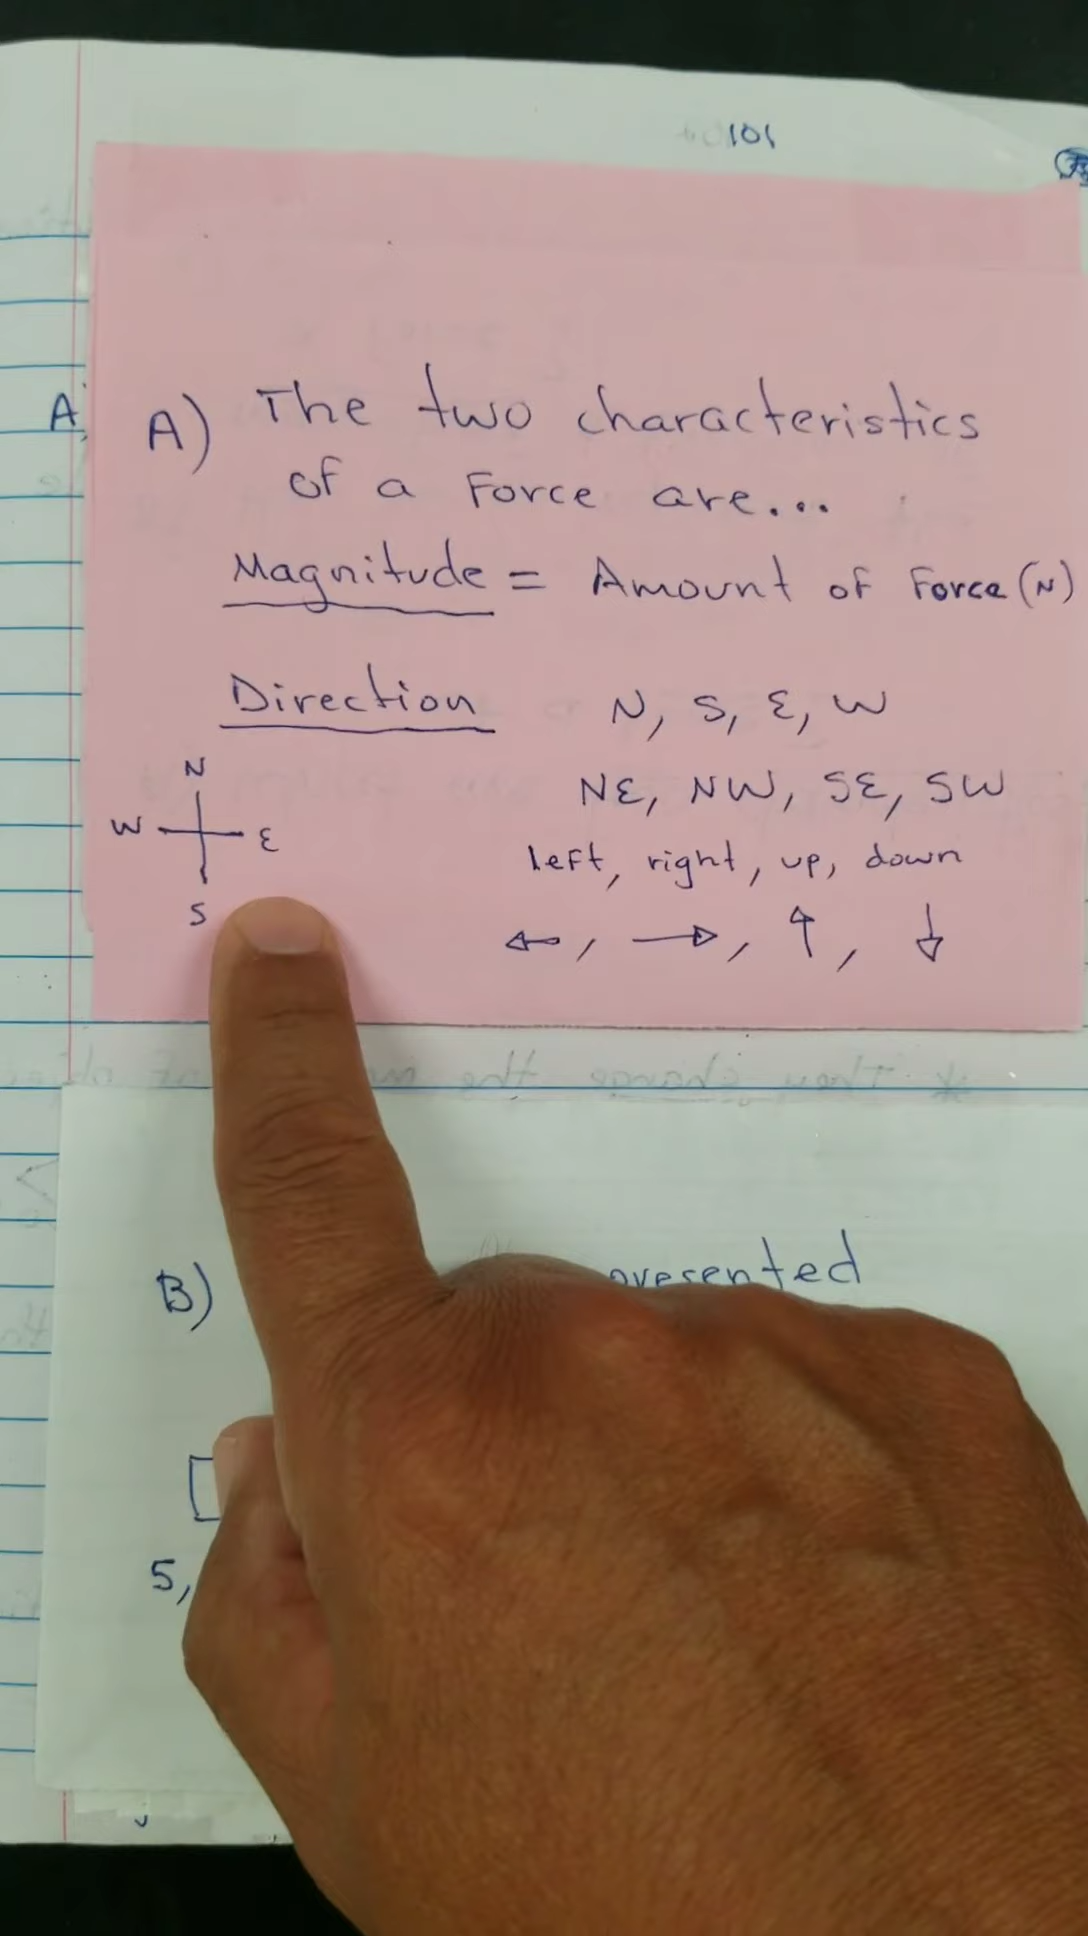 101
A,
A) The two characteristics
of a Force are...
Magnitude = Amount of Force (N)
Direction N, S, E, W
NE, NW, SE, SW
left, right, up, down
←, →, ↑, ↓
N
W E
S
B) presented
5,